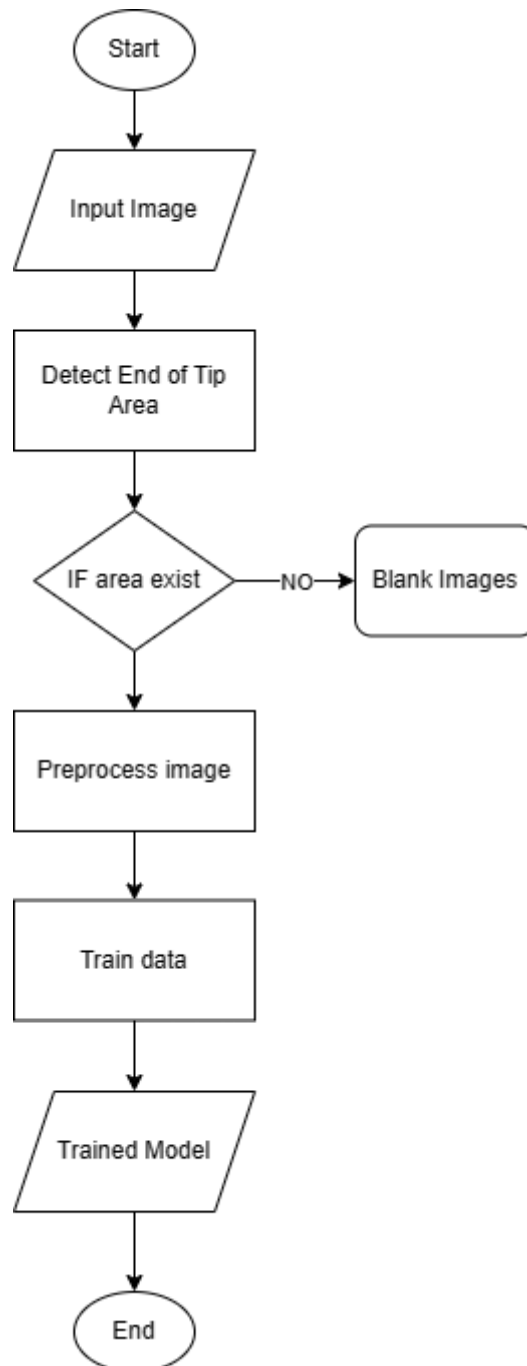 Start
Input Image
Detect End of Tip
Area
IF area exist
NO
Blank Images
Preprocess image
Train data
Trained Model
End